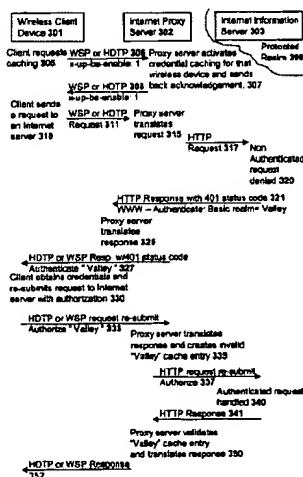 Wireless Client Device 301
Internet Proxy Server 302
Internet Information Server 303
Protected Realm
Client requests caching 305
WSP or HDTP
x-up-be-enable: 1
Proxy server activates credential caching for that wireless device and sends back acknowledgement, 307
WSP or HDTP
x-up-be-enable: 1
Client sends a request to an Internet server 310
WSP or HDTP
Request 311
Proxy server translates request 315
HTTP
Request 317
Non Authenticated request denied 320
HTTP Response with 401 status code 321
WWW – Authenticate: Basic realm= Valley
Proxy server translates response 325
HDTP or WSP Resp. w/401 status code
Authenticate " Valley " 327
Client obtains credentials and re-submits request to Internet server with authorization 330
HDTP or WSP request re-submit
Authorize "Valley "
Proxy server translates response and creates invalid "Valley" cache entry 335
HTTP request re-submit
Authorize 337
Authenticated request handled 340
HTTP Response 341
Proxy server validates "Valley" cache entry and translates response 350
HDTP or WSP Response
352